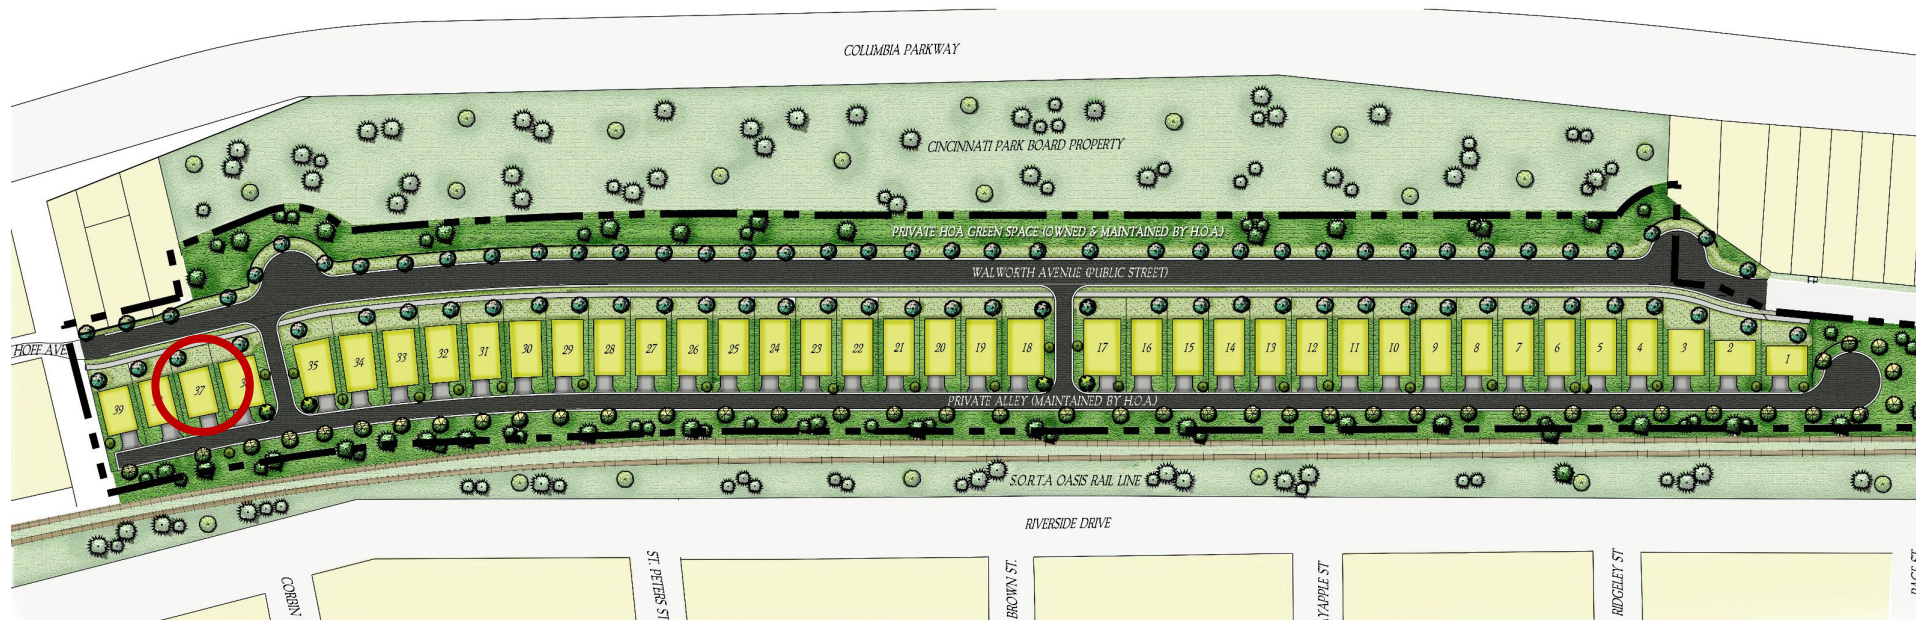 COLUMBIA PARKWAY
CINCINNATI PARK BOARD PROPERTY
PRIVATE HOA GREEN SPACE (OWNED & MAINTAINED BY H.O.A.)
WALWORTH AVENUE (PUBLIC STREET)
HOFF AVE
39
37
35
34
33
32
31
30
29
28
27
26
25
24
23
22
21
20
19
18
17
16
15
14
13
12
11
10
9
8
7
6
5
4
3
2
1
PRIVATE ALLEY (MAINTAINED BY H.O.A.)
S.O.R.T.A OASIS RAIL LINE
RIVERSIDE DRIVE
CORBIN
ST. PETERS ST
BROWN ST.
YAPPLE ST
RIDGELEY ST